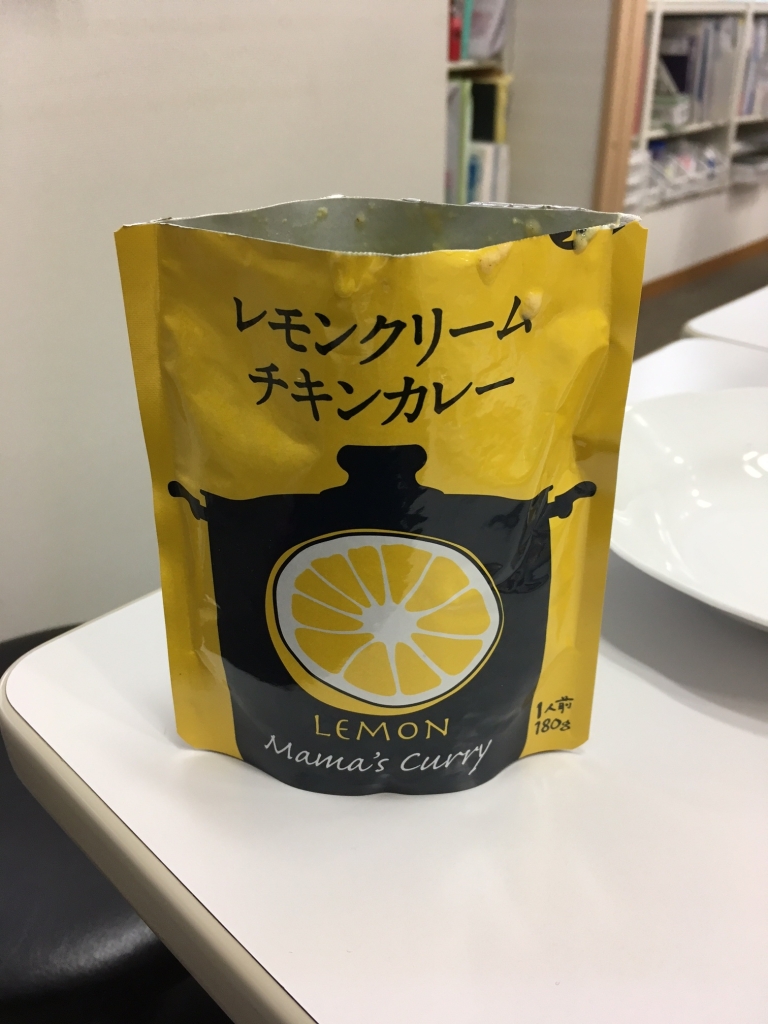 レモンクリーム
チキンカレー
LEMON
Mama's Curry
1人前
180g